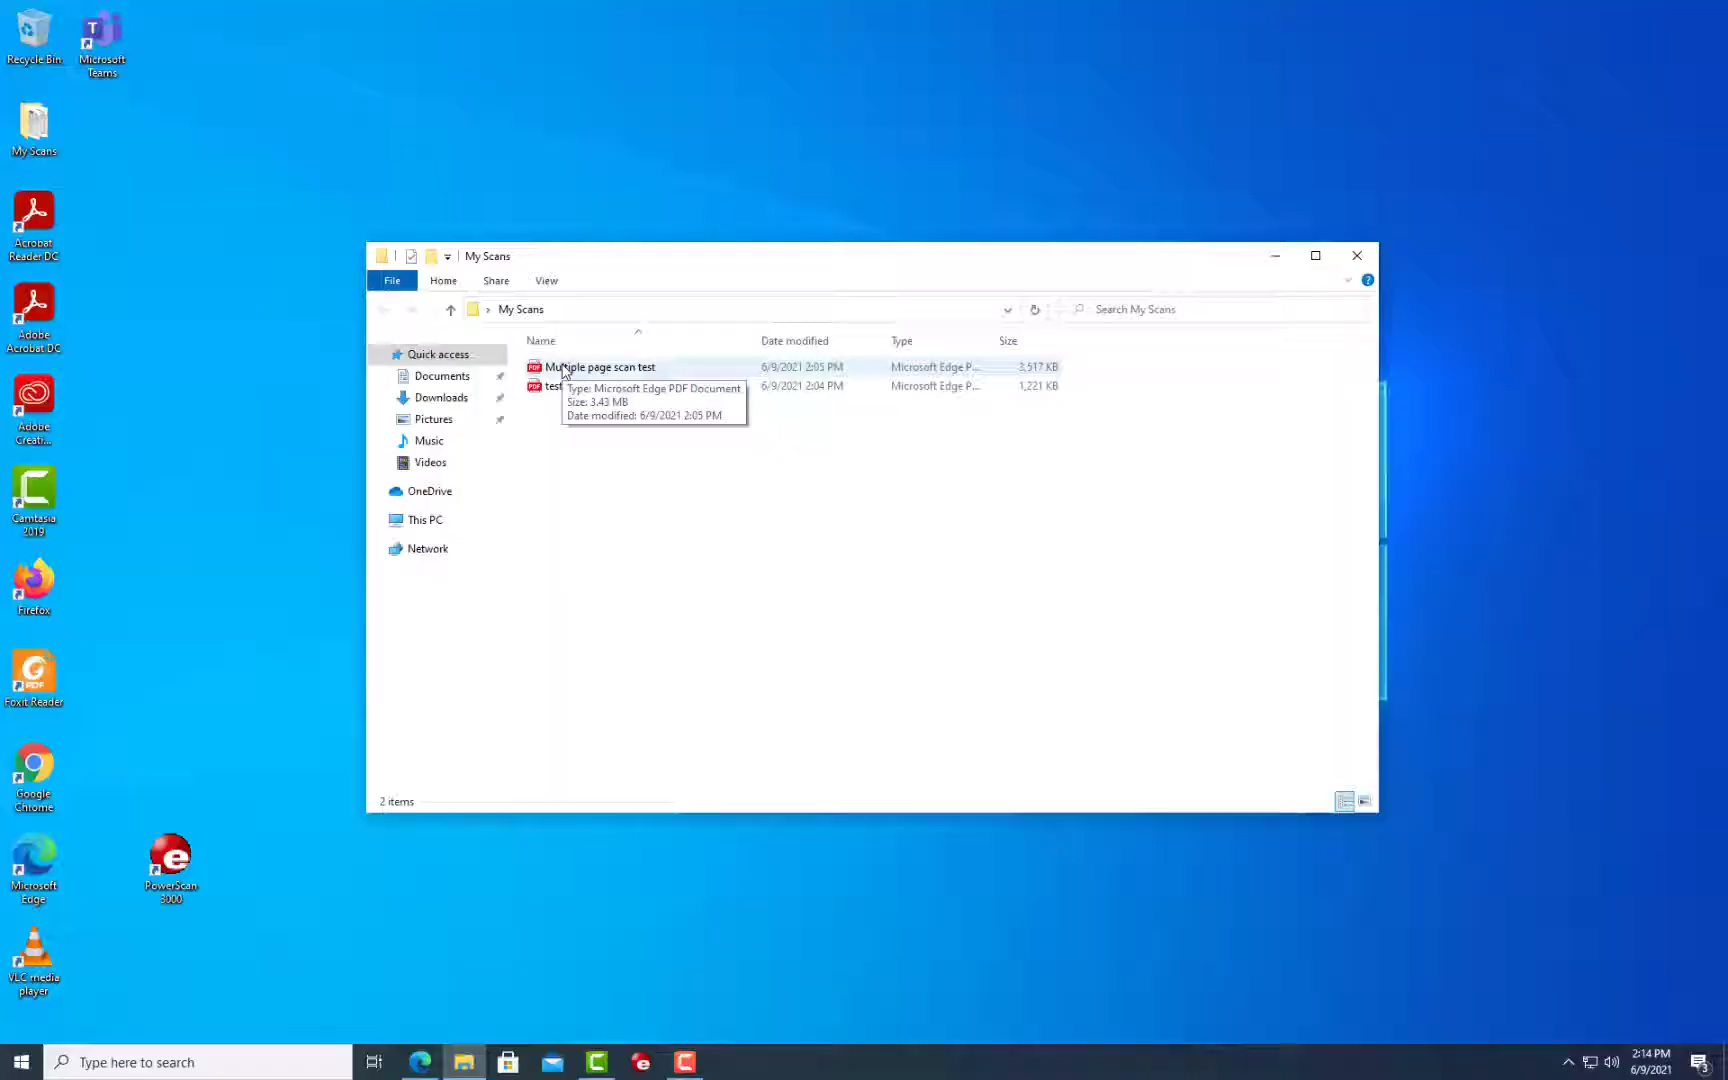 Recycle Bin
Microsoft
Teams
My Scans
Acrobat
Reader DC
Adobe
Acrobat DC
Adobe
Creati...
Camtasia
2019
Firefox
Foxit Reader
Google
Chrome
Microsoft
Edge
PowerScan
3000
VLC media
player
My Scans
File Home Share View
My Scans
Search My Scans
Name Date modified Type Size
Quick access
Documents
Downloads
Pictures
Music
Videos
OneDrive
This PC
Network
Multiple page scan test 6/9/2021 2:05 PM Microsoft Edge P... 3,517 KB
test 6/9/2021 2:04 PM Microsoft Edge P... 1,221 KB
Type: Microsoft Edge PDF Document
Size: 3.43 MB
Date modified: 6/9/2021 2:05 PM
2 items
Type here to search
2:14 PM
6/9/2021
3